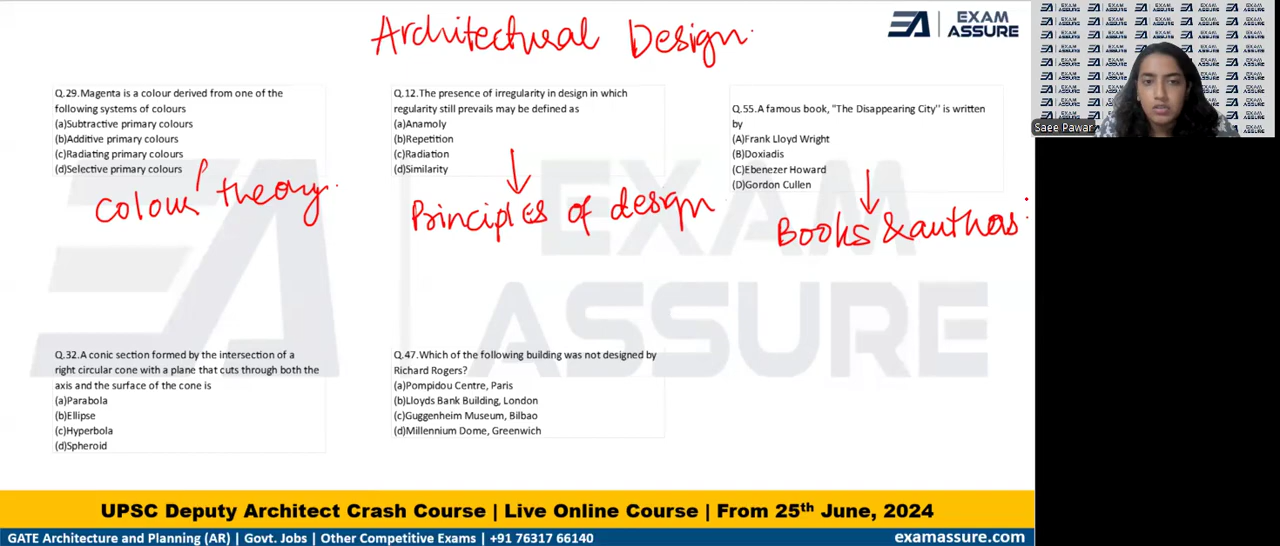 Architectural Design.
EXAM
ASSURE
Q.29.Magenta is a colour derived from one of the
following systems of colours
(a)Subtractive primary colours
(b)Additive primary colours
(c)Radiating primary colours
(d)Selective primary colours
Colour theory.
Q.12.The presence of irregularity in design in which
regularity still prevails may be defined as
(a)Anamoly
(b)Repetition
(c)Radiation
(d)Similarity
Principles of design
Q.55.A famous book, "The Disappearing City" is written
by
(A)Frank Lloyd Wright
(B)Doxiadis
(C)Ebenezer Howard
(D)Gordon Cullen
Books & authors.
Saee Pawar
EXAM
ASSURE
Q.32.A conic section formed by the intersection of a
right circular cone with a plane that cuts through both the
axis and the surface of the cone is
(a)Parabola
(b)Ellipse
(c)Hyperbola
(d)Spheroid
Q.47.Which of the following building was not designed by
Richard Rogers?
(a)Pompidou Centre, Paris
(b)Lloyds Bank Building, London
(c)Guggenheim Museum, Bilbao
(d)Millennium Dome, Greenwich
UPSC Deputy Architect Crash Course | Live Online Course | From 25th June, 2024
GATE Architecture and Planning (AR) | Govt. Jobs | Other Competitive Exams | +91 76317 66140
examassure.com